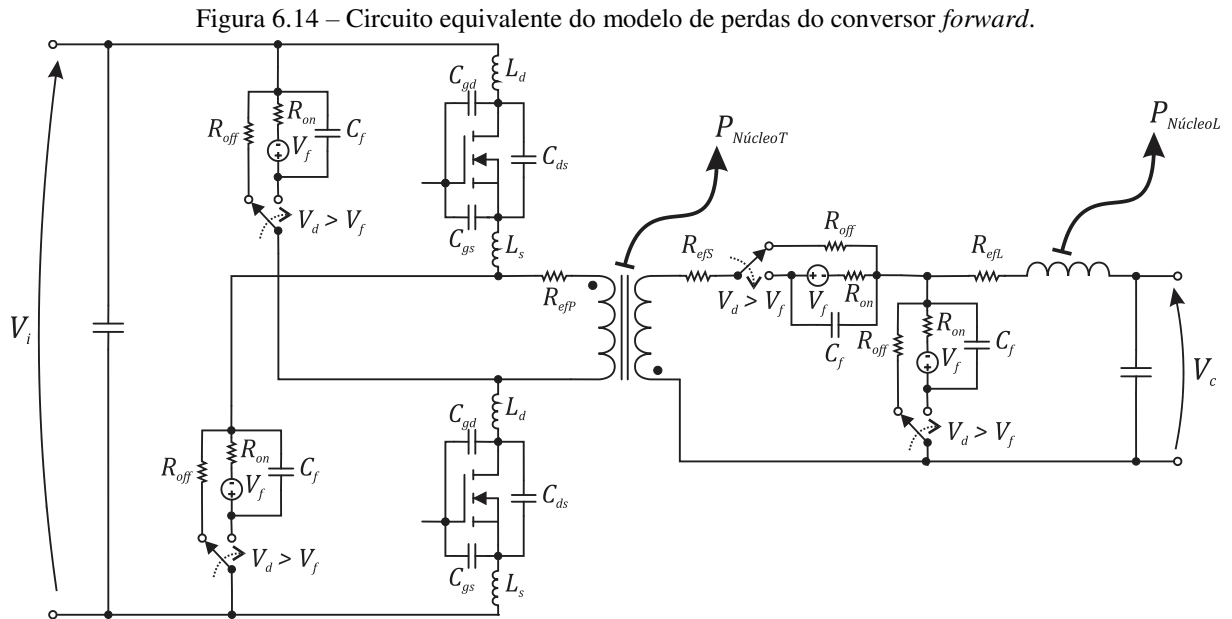 Figura 6.14 – Circuito equivalente do modelo de perdas do conversor forward.
V_i
R_off
R_on
V_f
C_f
V_d > V_f
C_gd
L_d
C_ds
C_gs
L_s
R_efP
P_NúcleoT
P_NúcleoL
R_efS
V_d > V_f
R_off
V_f
R_on
C_f
R_efL
R_off
R_on
V_f
C_f
V_d > V_f
V_c
R_off
R_on
V_f
C_f
V_d > V_f
C_gd
L_d
C_ds
C_gs
L_s